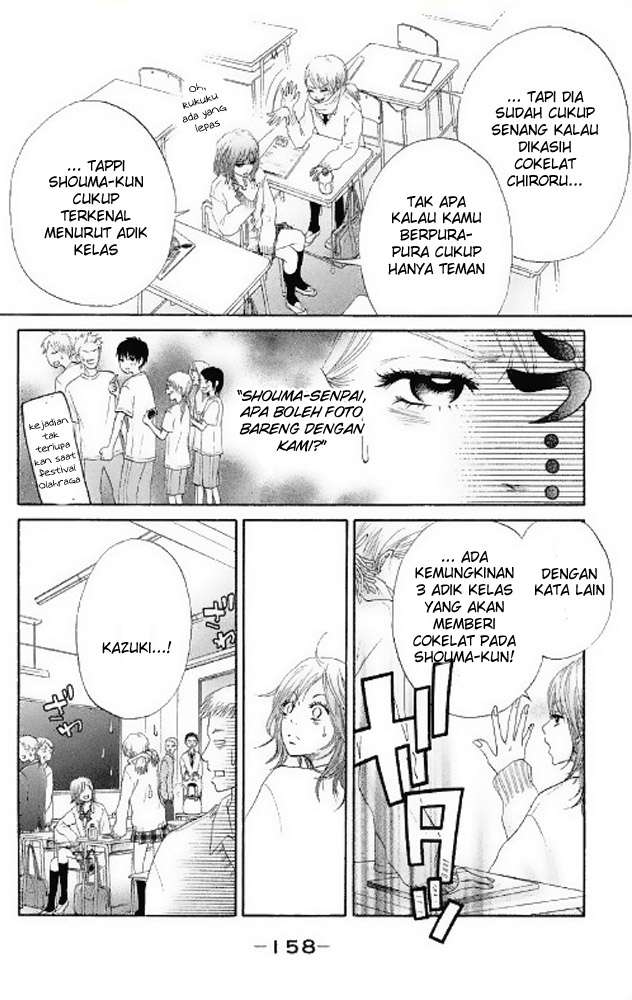 ... TAPI DIA
SUDAH CUKUP
SENANG KALAU
DIKASIH
COKELAT
CHIRORU...
TAK APA
KALAU KAMU
BERPURA-
PURA CUKUP
HANYA TEMAN
oh,
kukuku
ada yang
lepas
... TAPPI
SHOUMA-KUN
CUKUP
TERKENAL
MENURUT ADIK
KELAS
う
"SHOUMA-SENPAI,
APA BOLEH FOTO
BARENG DENGAN
KAMI?"
kejadian
tak
terlupa
kan saat
festival
olahraga
DENGAN
KATA LAIN
... ADA
KEMUNGKINAN
3 ADIK KELAS
YANG AKAN
MEMBERI
COKELAT PADA
SHOUMA-KUN!
ガタ
KAZUKI...!
-158-